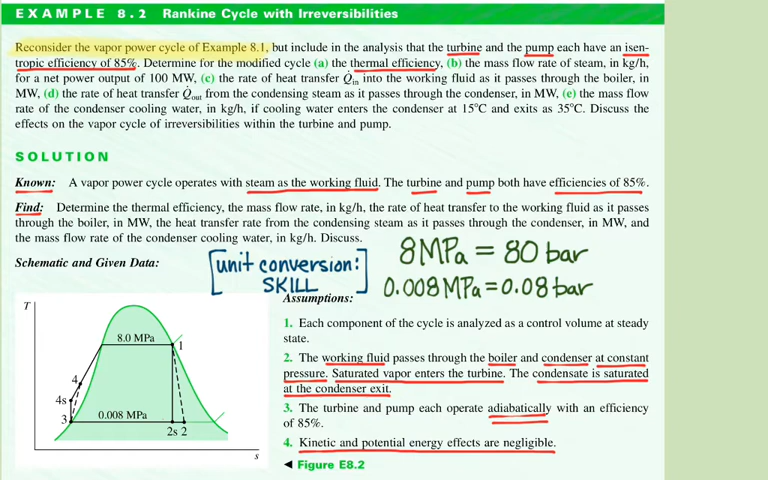 EXAMPLE 8.2 Rankine Cycle with Irreversibilities
Reconsider the vapor power cycle of Example 8.1, but include in the analysis that the turbine and the pump each have an isen-
tropic efficiency of 85%. Determine for the modified cycle (a) the thermal efficiency, (b) the mass flow rate of steam, in kg/h,
for a net power output of 100 MW, (c) the rate of heat transfer Q̇in into the working fluid as it passes through the boiler, in
MW, (d) the rate of heat transfer Q̇out from the condensing steam as it passes through the condenser, in MW, (e) the mass flow
rate of the condenser cooling water, in kg/h, if cooling water enters the condenser at 15°C and exits as 35°C. Discuss the
effects on the vapor cycle of irreversibilities within the turbine and pump.
SOLUTION
Known: A vapor power cycle operates with steam as the working fluid. The turbine and pump both have efficiencies of 85%.
Find: Determine the thermal efficiency, the mass flow rate, in kg/h, the rate of heat transfer to the working fluid as it passes
through the boiler, in MW, the heat transfer rate from the condensing steam as it passes through the condenser, in MW, and
the mass flow rate of the condenser cooling water, in kg/h. Discuss.
Schematic and Given Data:
[unit conversion:
SKILL]
8MPa = 80 bar
0.008MPa=0.08bar
T
8.0 MPa
1
4
4s
3
0.008 MPa
2s 2
s
Assumptions:
1. Each component of the cycle is analyzed as a control volume at steady
state.
2. The working fluid passes through the boiler and condenser at constant
pressure. Saturated vapor enters the turbine. The condensate is saturated
at the condenser exit.
3. The turbine and pump each operate adiabatically with an efficiency
of 85%.
4. Kinetic and potential energy effects are negligible.
◄ Figure E8.2